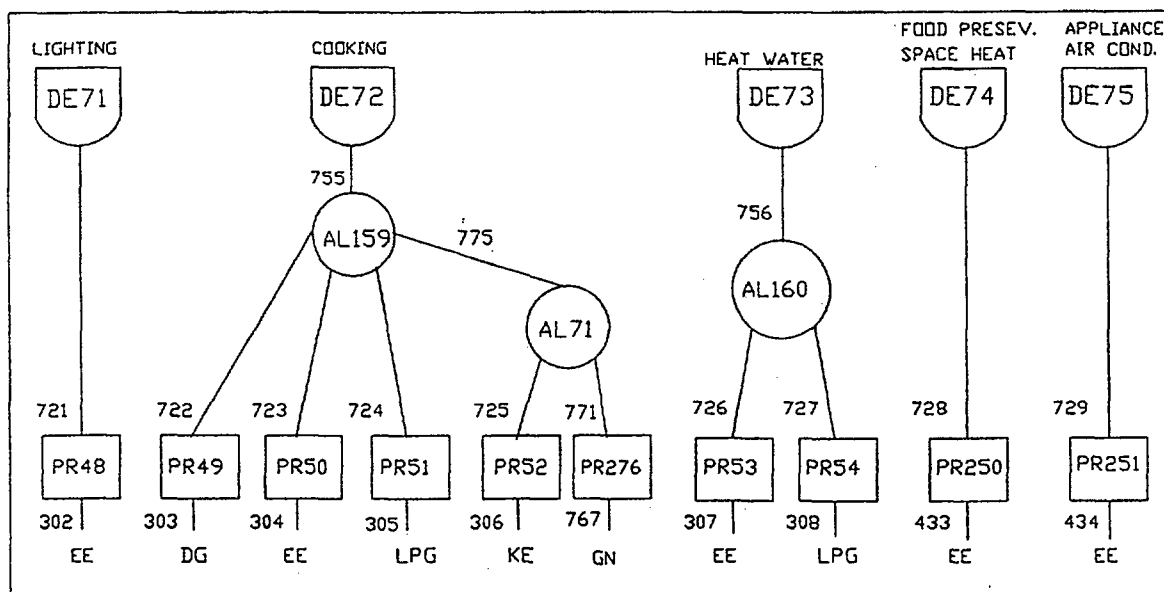 FOOD PRESEV. APPLIANCE
LIGHTING COOKING HEAT WATER SPACE HEAT AIR COND.
DE71 DE72 DE73 DE74 DE75
755
756
775
AL159
AL160
AL71
721 722 723 724 725 771 726 727 728 729
PR48 PR49 PR50 PR51 PR52 PR276 PR53 PR54 PR250 PR251
302 303 304 305 306 767 307 308 433 434
EE DG EE LPG KE GN EE LPG EE EE